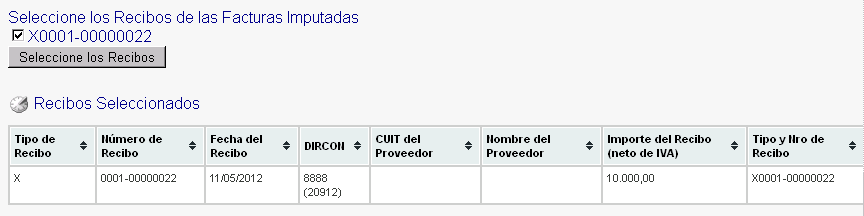 Seleccione los Recibos de las Facturas Imputadas
X0001-00000022
Seleccione los Recibos
Recibos Seleccionados
Tipo de Recibo Número de Recibo Fecha del Recibo DIRCON CUIT del Proveedor Nombre del Proveedor Importe del Recibo (neto de IVA) Tipo y Nro de Recibo
X 0001-00000022 11/05/2012 8888 (20912) 10.000,00 X0001-00000022